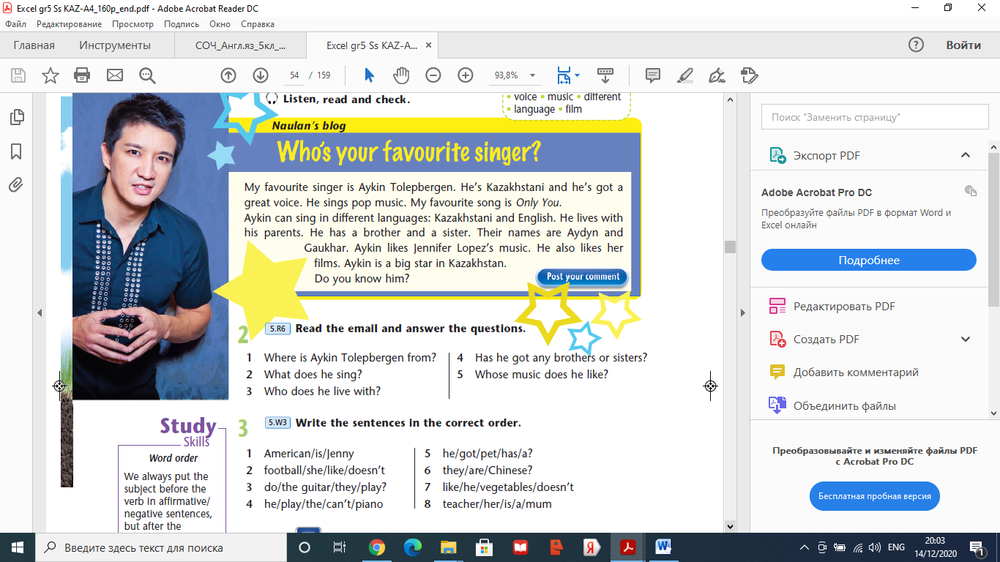 Excel gr5 Ss KAZ-A4_160p_end.pdf - Adobe Acrobat Reader DC
Файл Редактирование Просмотр Подпись Окно Справка
Главная Инструменты СОЧ_Англ.яз_5кл_... Excel gr5 Ss KAZ-A... × Войти
54 / 159 93,8%
Listen, read and check.
• voice • music • different
• language • film
Naulan's blog
Who's your favourite singer?
My favourite singer is Aykin Tolepbergen. He's Kazakhstani and he's got a
great voice. He sings pop music. My favourite song is Only You.
Aykin can sing in different languages: Kazakhstani and English. He lives with
his parents. He has a brother and a sister. Their names are Aydyn and
Gaukhar. Aykin likes Jennifer Lopez's music. He also likes her
films. Aykin is a big star in Kazakhstan.
Do you know him?
Post your comment
2 5.R6 Read the email and answer the questions.
1 Where is Aykin Tolepbergen from?
2 What does he sing?
3 Who does he live with?
4 Has he got any brothers or sisters?
5 Whose music does he like?
3 5.W3 Write the sentences in the correct order.
1 American/is/Jenny
2 football/she/like/doesn't
3 do/the guitar/they/play?
4 he/play/the/can't/piano
5 he/got/pet/has/a?
6 they/are/Chinese?
7 like/he/vegetables/doesn't
8 teacher/her/is/a/mum
Study
Skills
Word order
We always put the
subject before the
verb in affirmative/
negative sentences,
but after the
Поиск "Заменить страницу"
Экспорт PDF
Adobe Acrobat Pro DC
Преобразуйте файлы PDF в формат Word и
Excel онлайн
Подробнее
Редактировать PDF
Создать PDF
Добавить комментарий
Объединить файлы
Преобразовывайте и изменяйте файлы PDF
с Acrobat Pro DC
Бесплатная пробная версия
Введите здесь текст для поиска
ENG
20:03
14/12/2020
1